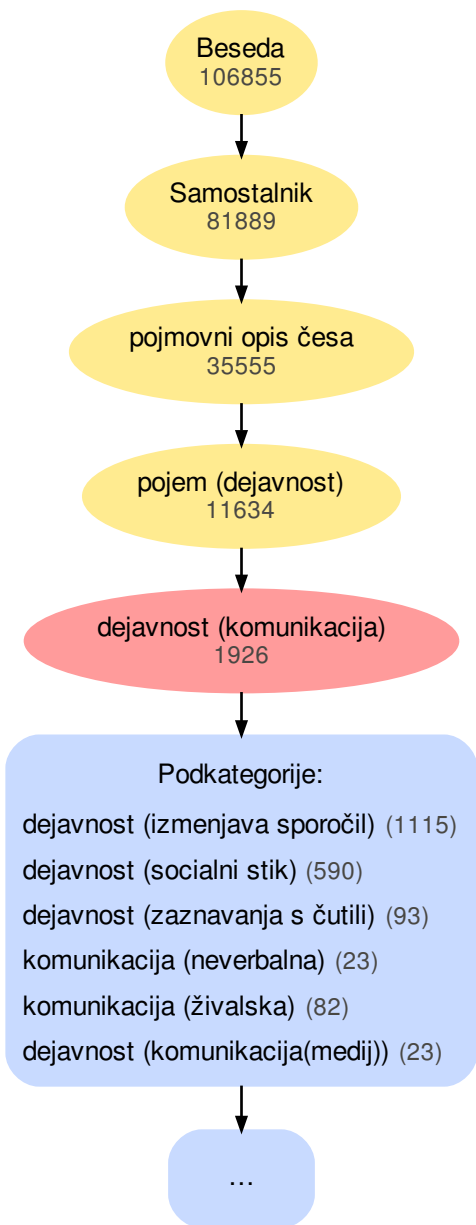 Beseda
106855
Samostalnik
81889
pojmovni opis česa
35555
pojem (dejavnost)
11634
dejavnost (komunikacija)
1926
Podkategorije:
dejavnost (izmenjava sporočil) (1115)
dejavnost (socialni stik) (590)
dejavnost (zaznavanja s čutili) (93)
komunikacija (neverbalna) (23)
komunikacija (živalska) (82)
dejavnost (komunikacija(medij)) (23)
...